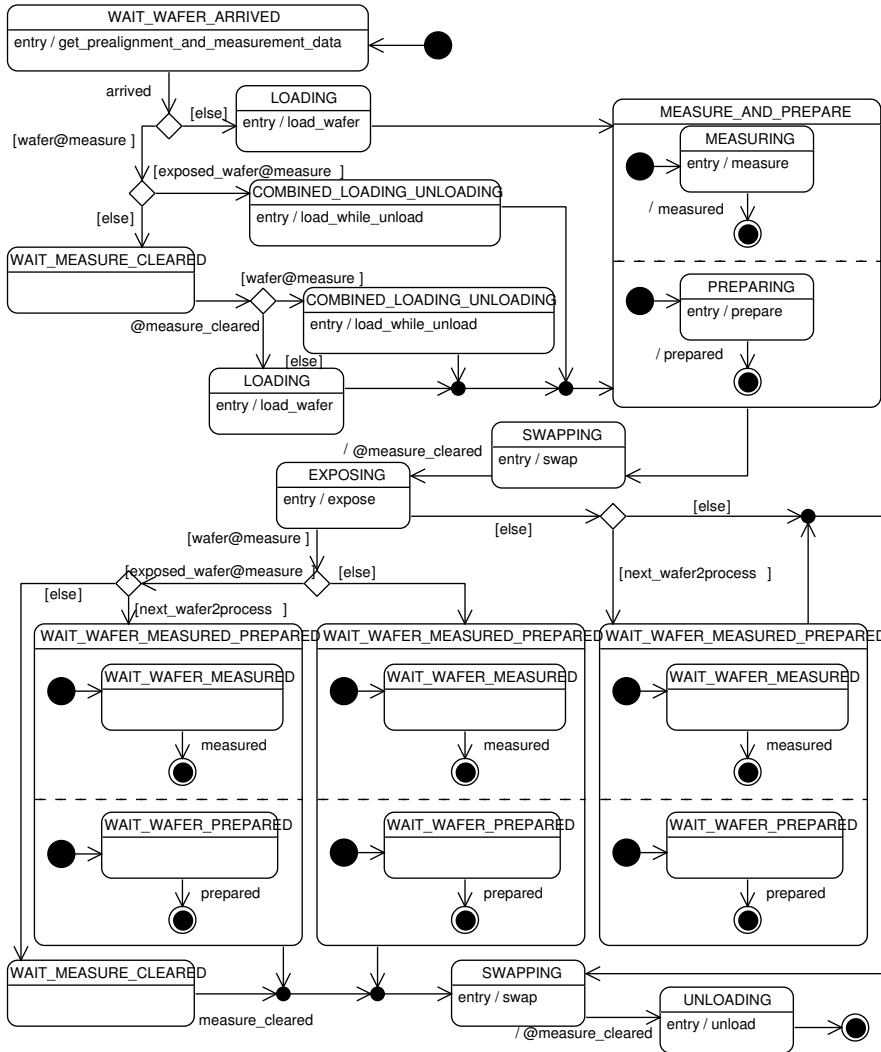 WAIT_WAFER_ARRIVED
entry / get_prealignment_and_measurement_data
arrived
[else]
LOADING
entry / load_wafer
MEASURE_AND_PREPARE
MEASURING
entry / measure
/ measured
[wafer@measure ]
[exposed_wafer@measure ]
COMBINED_LOADING_UNLOADING
entry / load_while_unload
[else]
WAIT_MEASURE_CLEARED
[wafer@measure ]
COMBINED_LOADING_UNLOADING
entry / load_while_unload
@measure_cleared
PREPARING
entry / prepare
/ prepared
[else]
LOADING
entry / load_wafer
SWAPPING
entry / swap
/ @measure_cleared
EXPOSING
entry / expose
[else]
[else]
[wafer@measure ]
[exposed_wafer@measure ]
[else]
[else]
[next_wafer2process ]
[next_wafer2process ]
WAIT_WAFER_MEASURED_PREPARED
WAIT_WAFER_MEASURED_PREPARED
WAIT_WAFER_MEASURED_PREPARED
WAIT_WAFER_MEASURED
WAIT_WAFER_MEASURED
WAIT_WAFER_MEASURED
measured
measured
measured
WAIT_WAFER_PREPARED
WAIT_WAFER_PREPARED
WAIT_WAFER_PREPARED
prepared
prepared
prepared
WAIT_MEASURE_CLEARED
measure_cleared
SWAPPING
entry / swap
/ @measure_cleared
UNLOADING
entry / unload